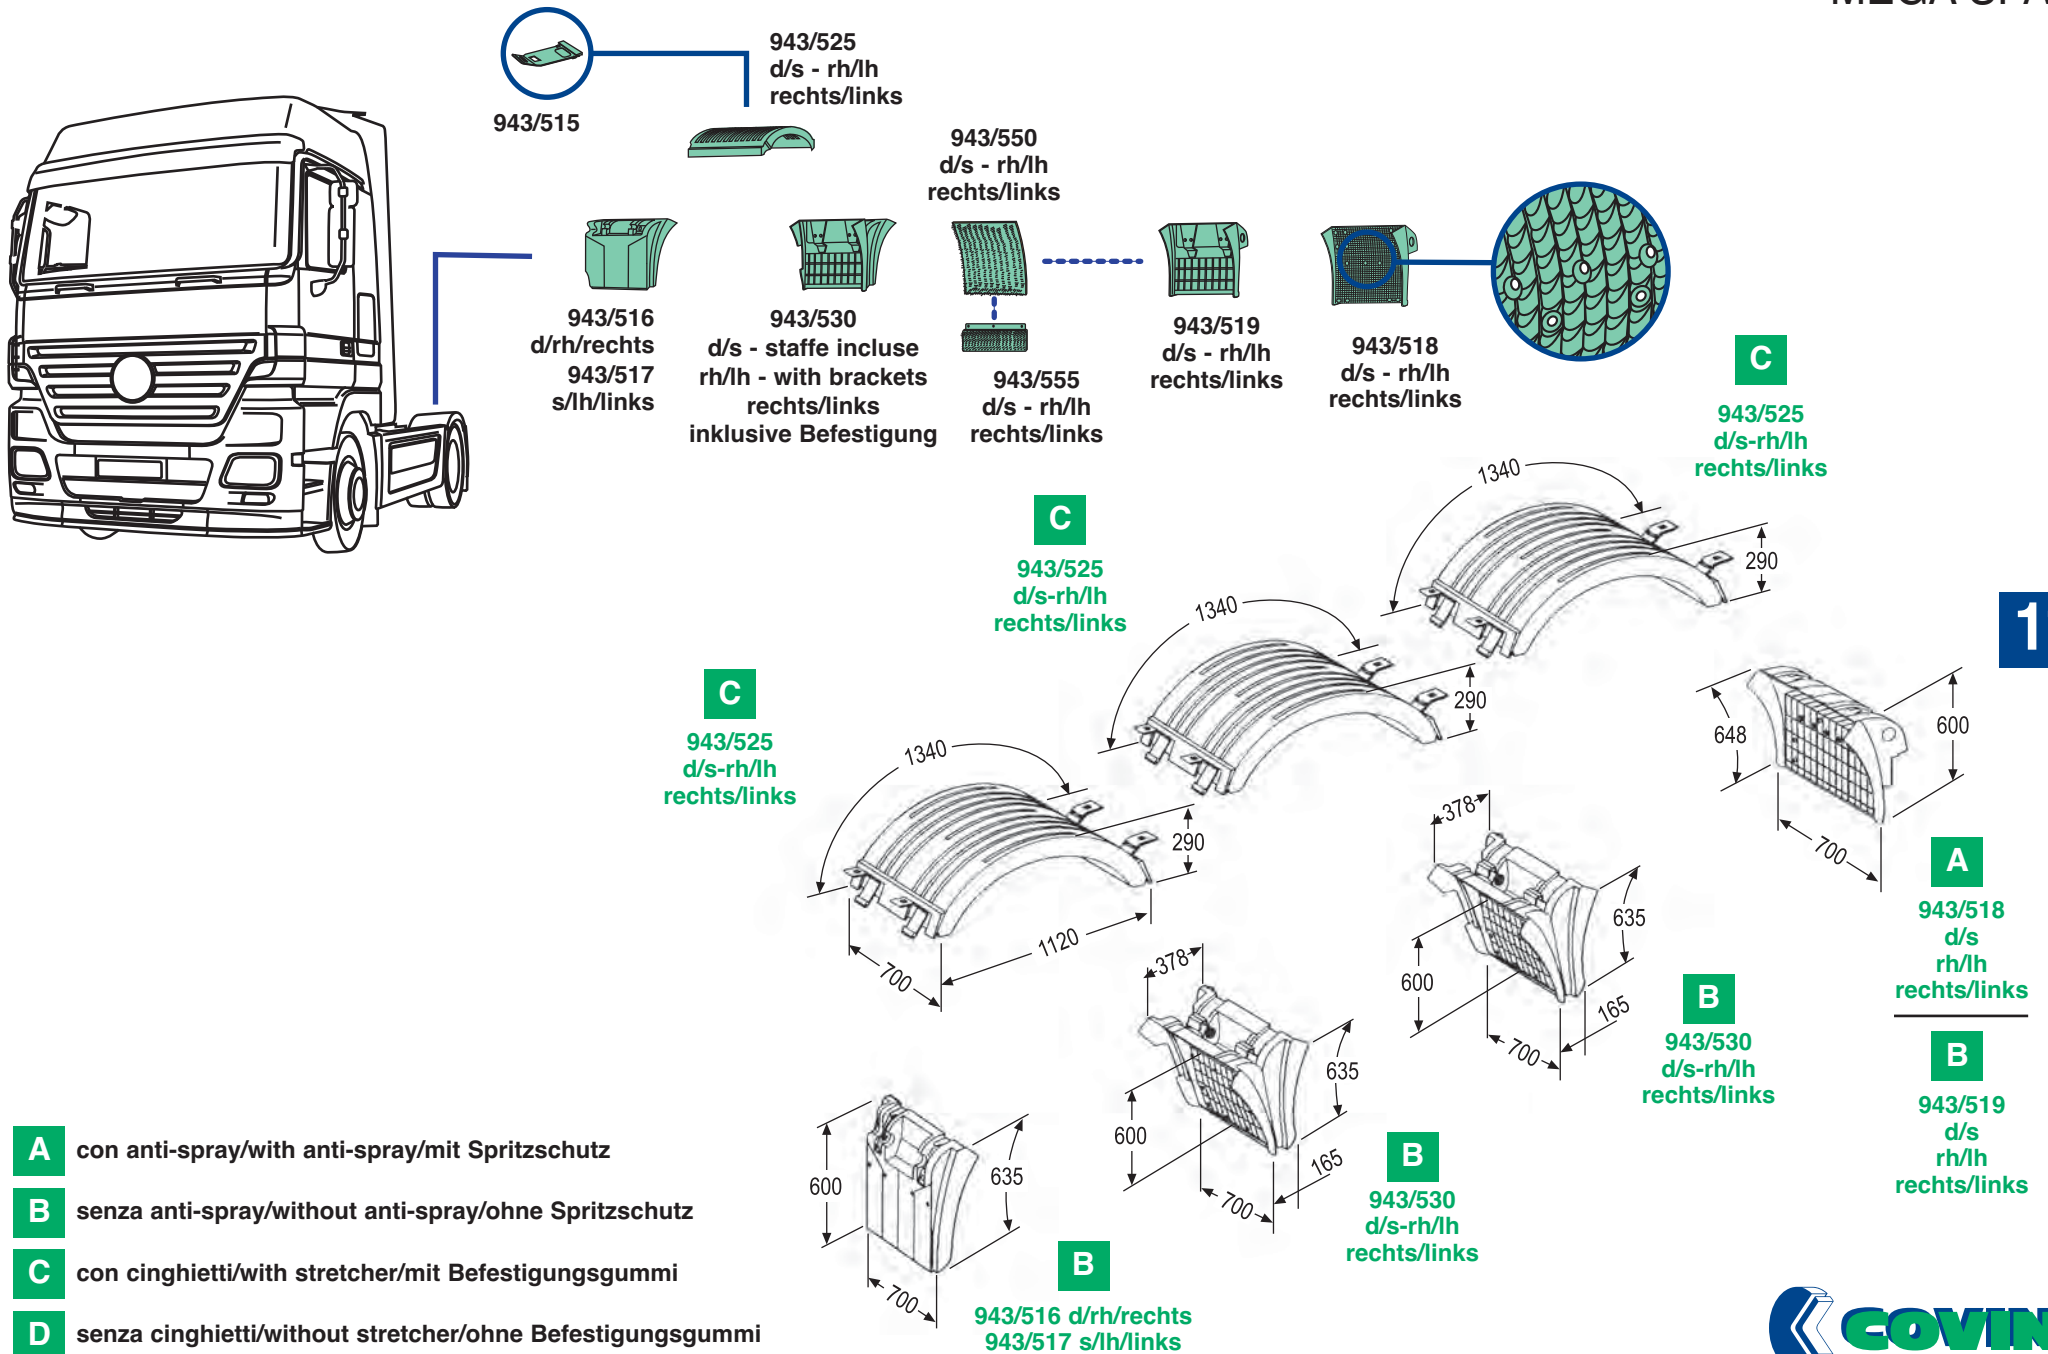 943/515
943/525
d/s - rh/lh
rechts/links
943/550
d/s - rh/lh
rechts/links
943/516
d/rh/rechts
943/517
s/lh/links
943/530
d/s - staffe incluse
rh/lh - with brackets
rechts/links
inklusive Befestigung
943/555
d/s - rh/lh
rechts/links
943/519
d/s - rh/lh
rechts/links
943/518
d/s - rh/lh
rechts/links
C
943/525
d/s-rh/lh
rechts/links
1340
290
C
943/525
d/s-rh/lh
rechts/links
1340
290
1
C
943/525
d/s-rh/lh
rechts/links
1340
290
1120
700
648
600
700
A
943/518
d/s
rh/lh
rechts/links
B
943/519
d/s
rh/lh
rechts/links
378
635
600
165
700
B
943/530
d/s-rh/lh
rechts/links
378
635
600
165
700
B
943/530
d/s-rh/lh
rechts/links
600
635
700
B
943/516 d/rh/rechts
943/517 s/lh/links
A con anti-spray/with anti-spray/mit Spritzschutz
B senza anti-spray/without anti-spray/ohne Spritzschutz
C con cinghietti/with stretcher/mit Befestigungsgummi
D senza cinghietti/without stretcher/ohne Befestigungsgummi
COVIN